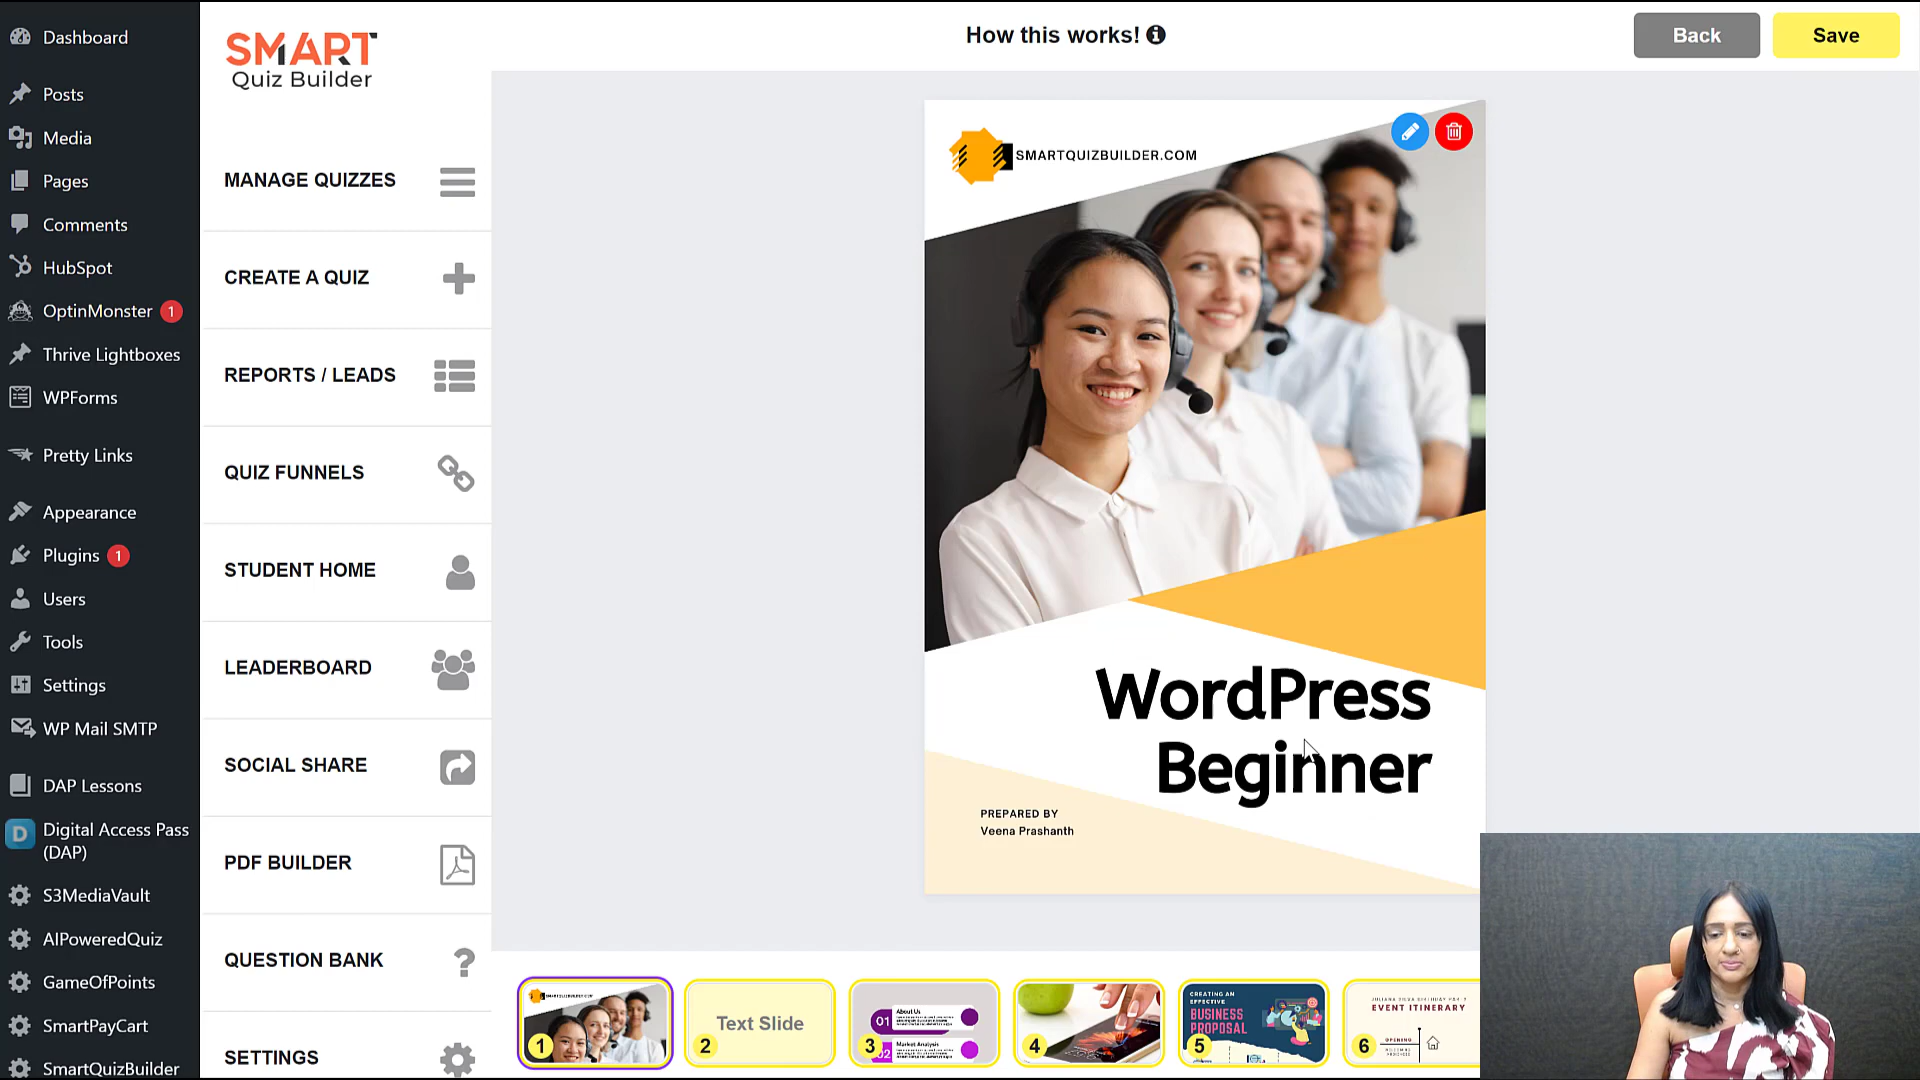 Dashboard
Posts
Media
Pages
Comments
HubSpot
OptinMonster 1
Thrive Lightboxes
WPForms
Pretty Links
Appearance
Plugins 1
Users
Tools
Settings
WP Mail SMTP
DAP Lessons
D Digital Access Pass
(DAP)
S3MediaVault
AIPoweredQuiz
GameOfPoints
SmartPayCart
SmartQuizBuilder
SMART
Quiz Builder
MANAGE QUIZZES
CREATE A QUIZ
REPORTS / LEADS
QUIZ FUNNELS
STUDENT HOME
LEADERBOARD
SOCIAL SHARE
PDF BUILDER
QUESTION BANK
SETTINGS
How this works!
Back
Save
SMARTQUIZBUILDER.COM
WordPress
Beginner
PREPARED BY
Veena Prashanth
1
2
Text Slide
3
01
About Us
02
Market Analysis
4
5
CREATING AN
EFFECTIVE
BUSINESS
PROPOSAL
6
EVENT ITINERARY